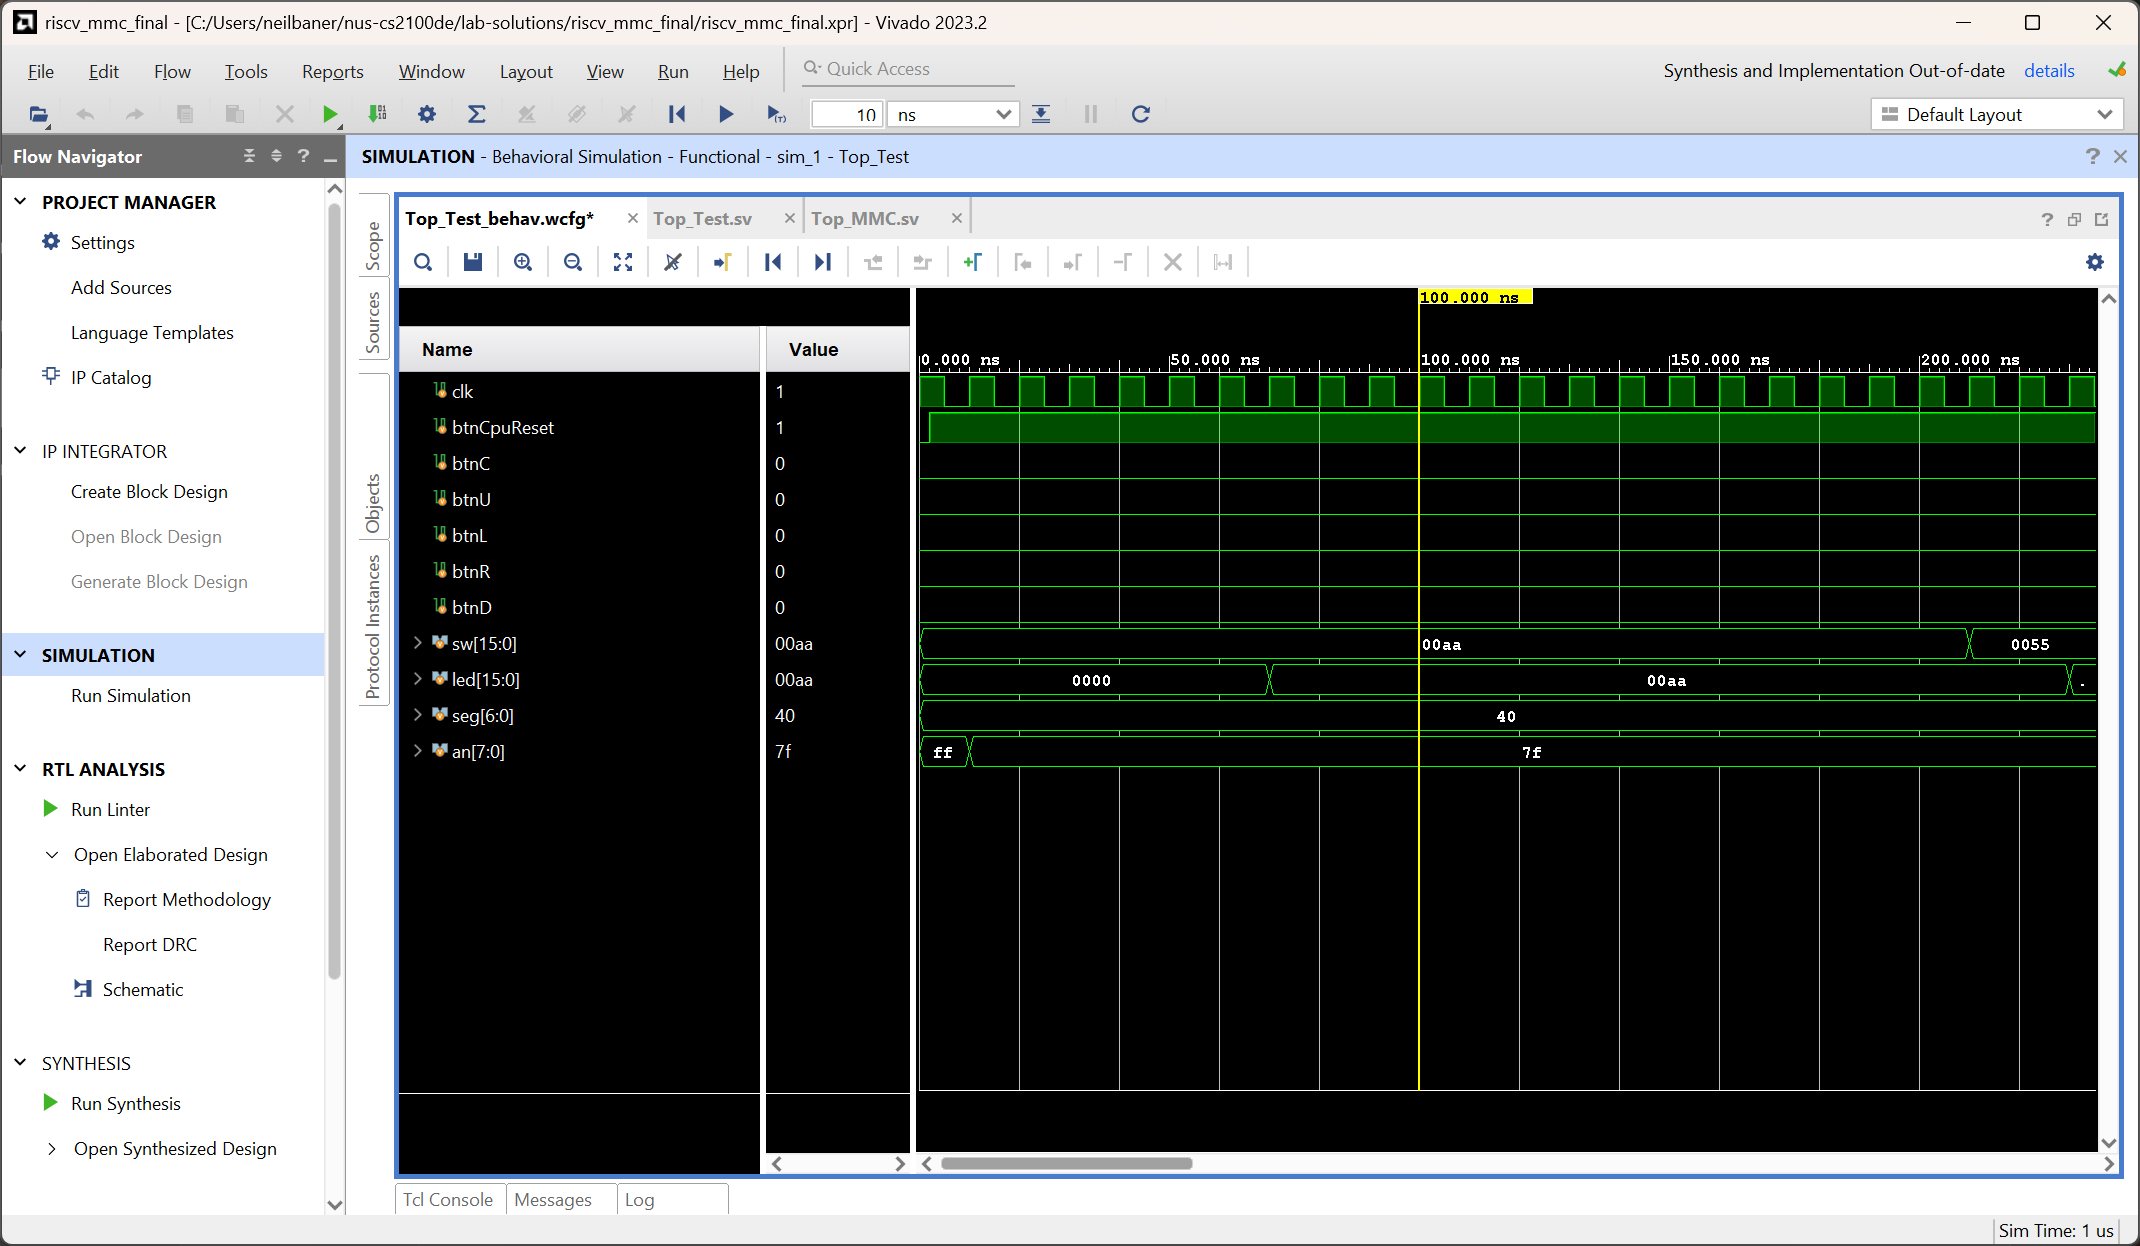 riscv_mmc_final - [C:/Users/neilbaner/nus-cs2100de/lab-solutions/riscv_mmc_final/riscv_mmc_final.xpr] - Vivado 2023.2
File Edit Flow Tools Reports Window Layout View Run Help Quick Access Synthesis and Implementation Out-of-date details
10 ns Default Layout
Flow Navigator
SIMULATION - Behavioral Simulation - Functional - sim_1 - Top_Test
PROJECT MANAGER
Settings
Add Sources
Language Templates
IP Catalog
IP INTEGRATOR
Create Block Design
Open Block Design
Generate Block Design
SIMULATION
Run Simulation
RTL ANALYSIS
Run Linter
Open Elaborated Design
Report Methodology
Report DRC
Schematic
SYNTHESIS
Run Synthesis
Open Synthesized Design
Scope
Sources
Objects
Protocol Instances
Top_Test_behav.wcfg* Top_Test.sv Top_MMC.sv
100.000 ns
Name Value
0.000 ns 50.000 ns 100.000 ns 150.000 ns 200.000 ns
clk 1
btnCpuReset 1
btnC 0
btnU 0
btnL 0
btnR 0
btnD 0
sw[15:0] 00aa 00aa 0055
led[15:0] 00aa 0000 00aa .
seg[6:0] 40 40
an[7:0] 7f ff 7f
Tcl Console Messages Log
Sim Time: 1 us